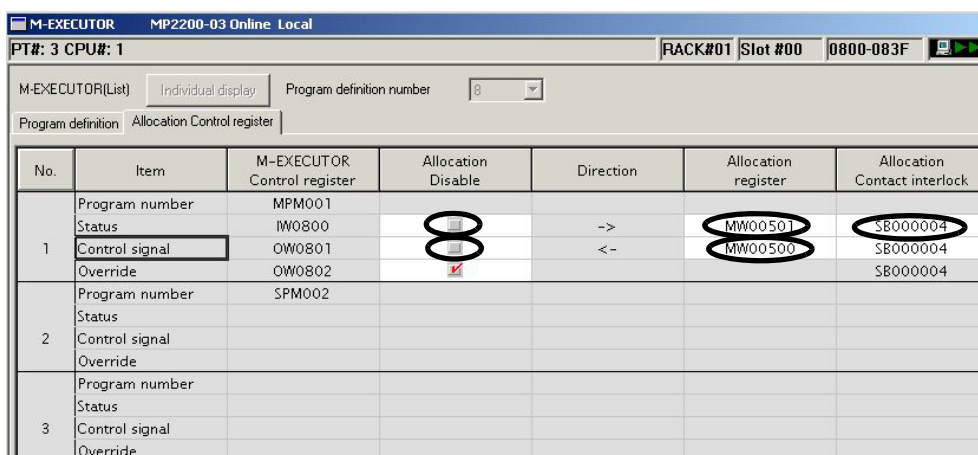 M-EXECUTOR MP2200-03 Online Local
PT#: 3 CPU#: 1 RACK#01 Slot #00 0800-083F
M-EXECUTOR(List) Individual display Program definition number 8
Program definition Allocation Control register
No. Item M-EXECUTOR Control register Allocation Disable Direction Allocation register Allocation Contact interlock
Program number MPM001
Status IW0800 -> MW00501 SB000004
1 Control signal OW0801 <- MW00500 SB000004
Override OW0802 SB000004
Program number SPM002
Status
2 Control signal
Override
Program number
Status
3 Control signal
Override